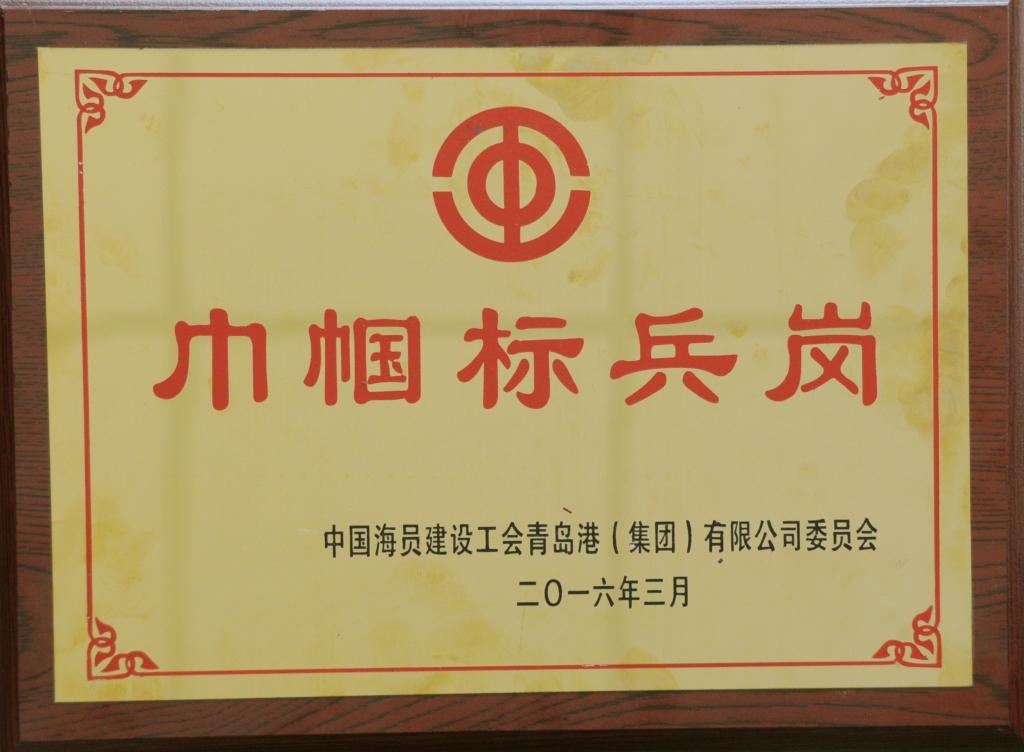 巾帼标兵岗
中国海员建设工会青岛港(集团)有限公司委员会
二〇一六年三月